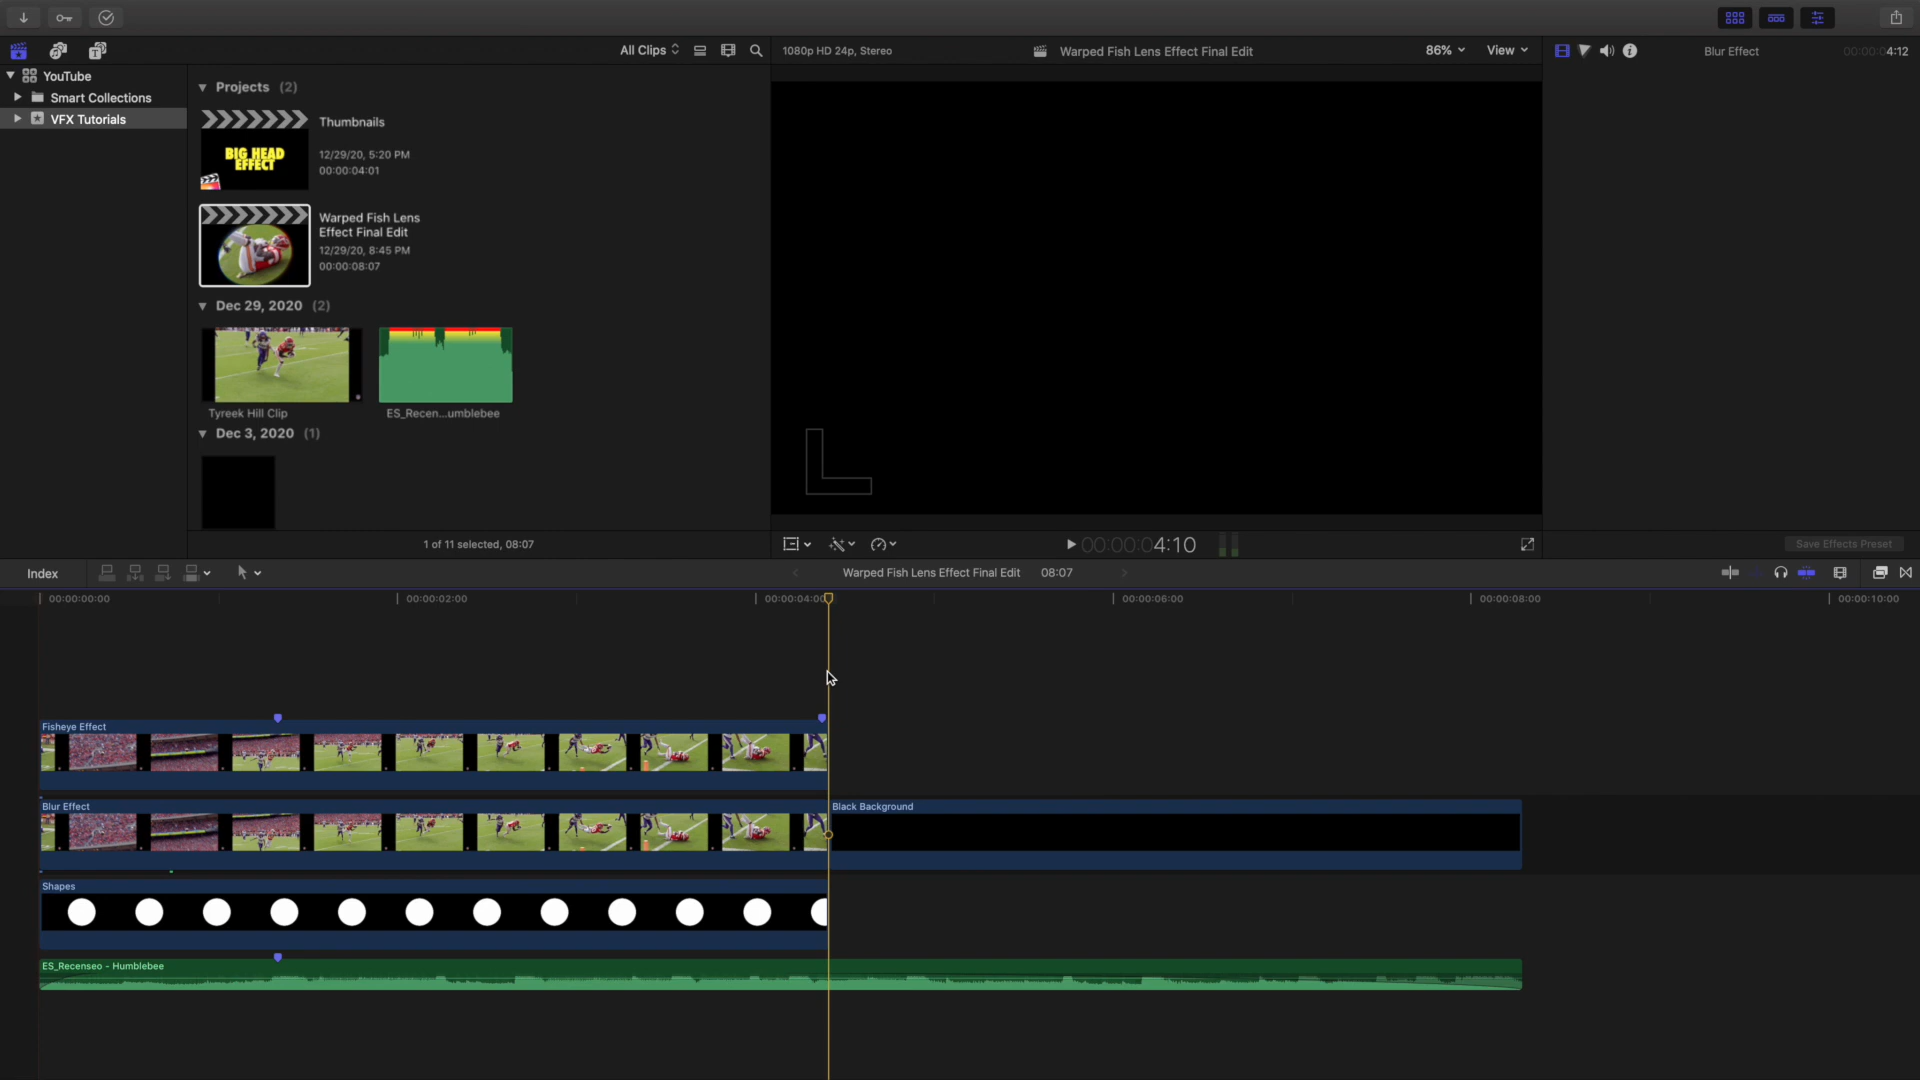 All Clips
1080p HD 24p, Stereo
Warped Fish Lens Effect Final Edit
86%
View
Blur Effect
00:00:04:12
YouTube
Smart Collections
VFX Tutorials
Projects (2)
Thumbnails
12/29/20, 5:20 PM
00:00:04:01
BIG HEAD
EFFECT
Warped Fish Lens
Effect Final Edit
12/29/20, 8:45 PM
00:00:08:07
Dec 29, 2020 (2)
Tyreek Hill Clip
ES_Recen...umblebee
Dec 3, 2020 (1)
1 of 11 selected, 08:07
00:00:04:10
Save Effects Preset
Index
Warped Fish Lens Effect Final Edit
08:07
00:00:00:00
00:00:02:00
00:00:04:00
00:00:06:00
00:00:08:00
00:00:10:00
Fisheye Effect
Blur Effect
Black Background
Shapes
ES_Recenseo - Humblebee